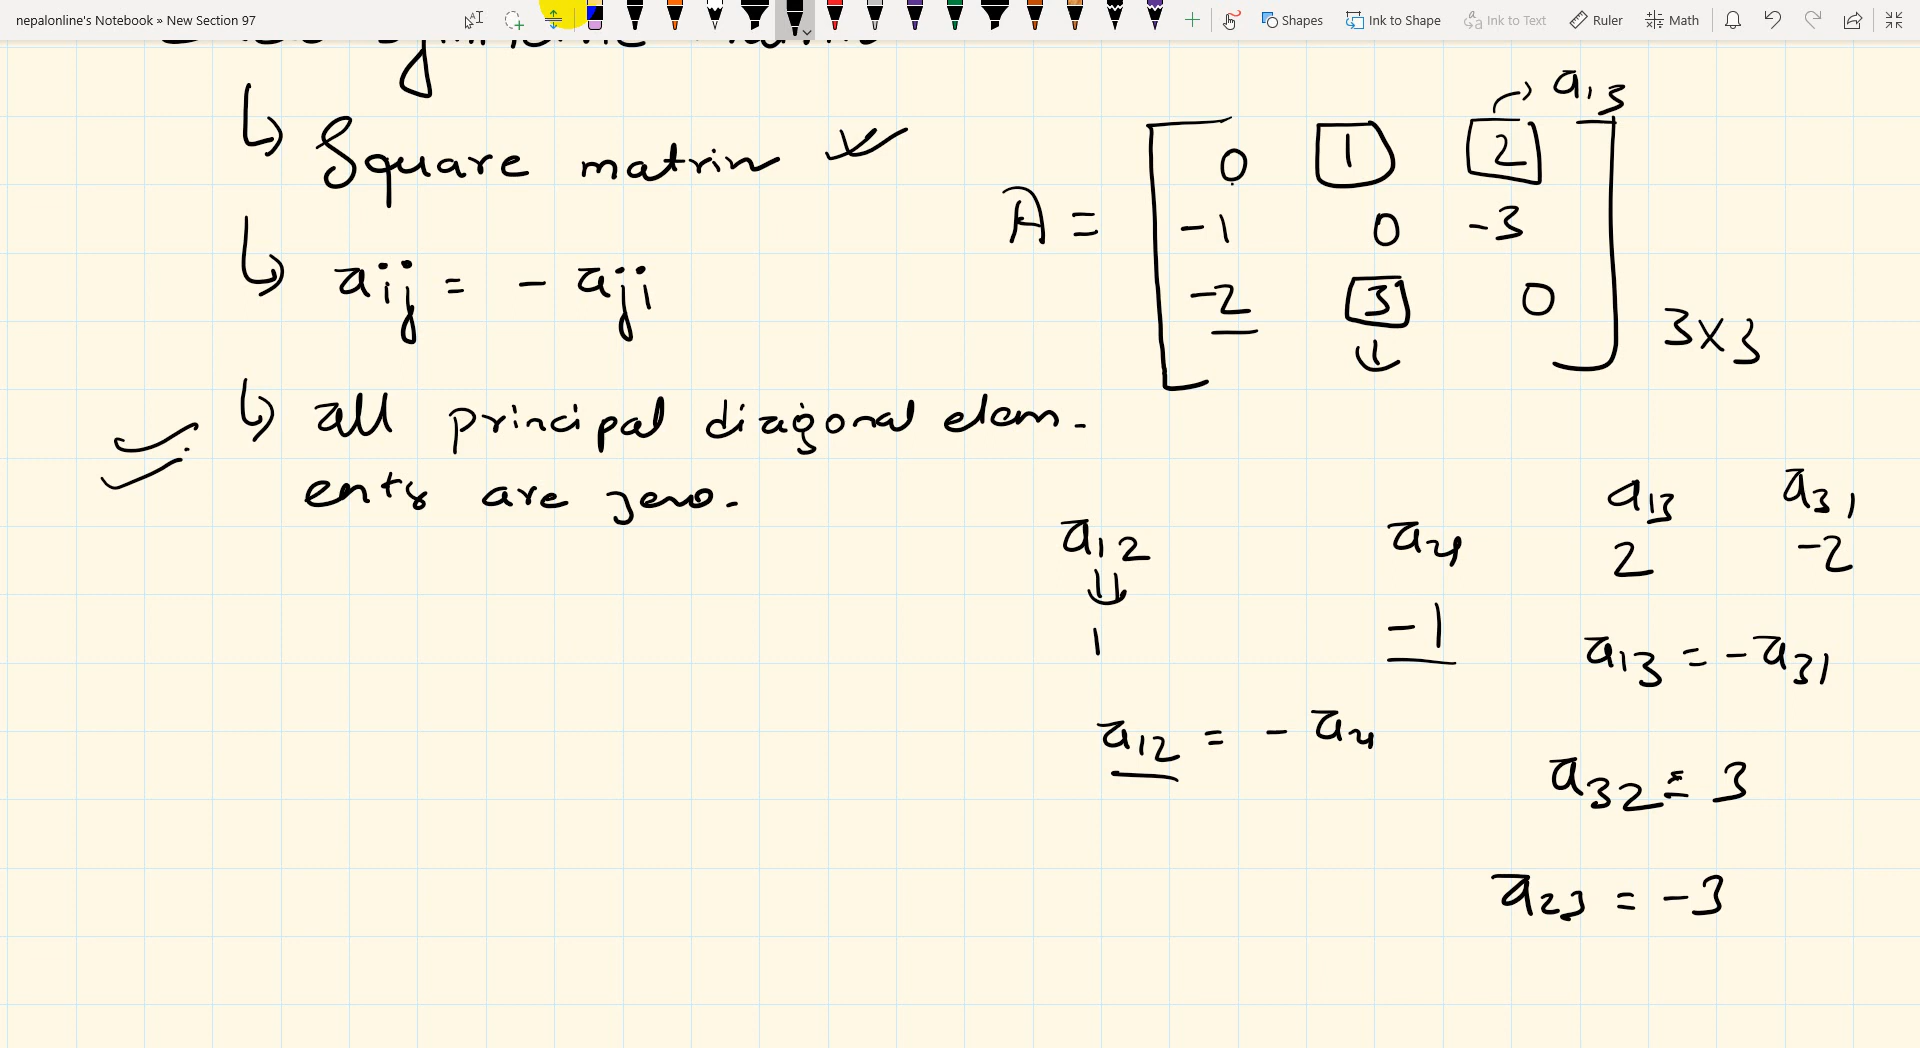 nepalonline's Notebook » New Section 97
Shapes Ink to Shape Ink to Text Ruler Math
↳ Square matrix
↳ aij = - aji
↳ all principal diagonal elem-
ents are zero.
a13
A = [ 0 1 2
-1 0 -3
-2 3 0 ] 3×3
a12 a21
⇓
1 -1
a12 = - a21
a13 a31
2 -2
a13 = -a31
a32 = 3
a23 = -3